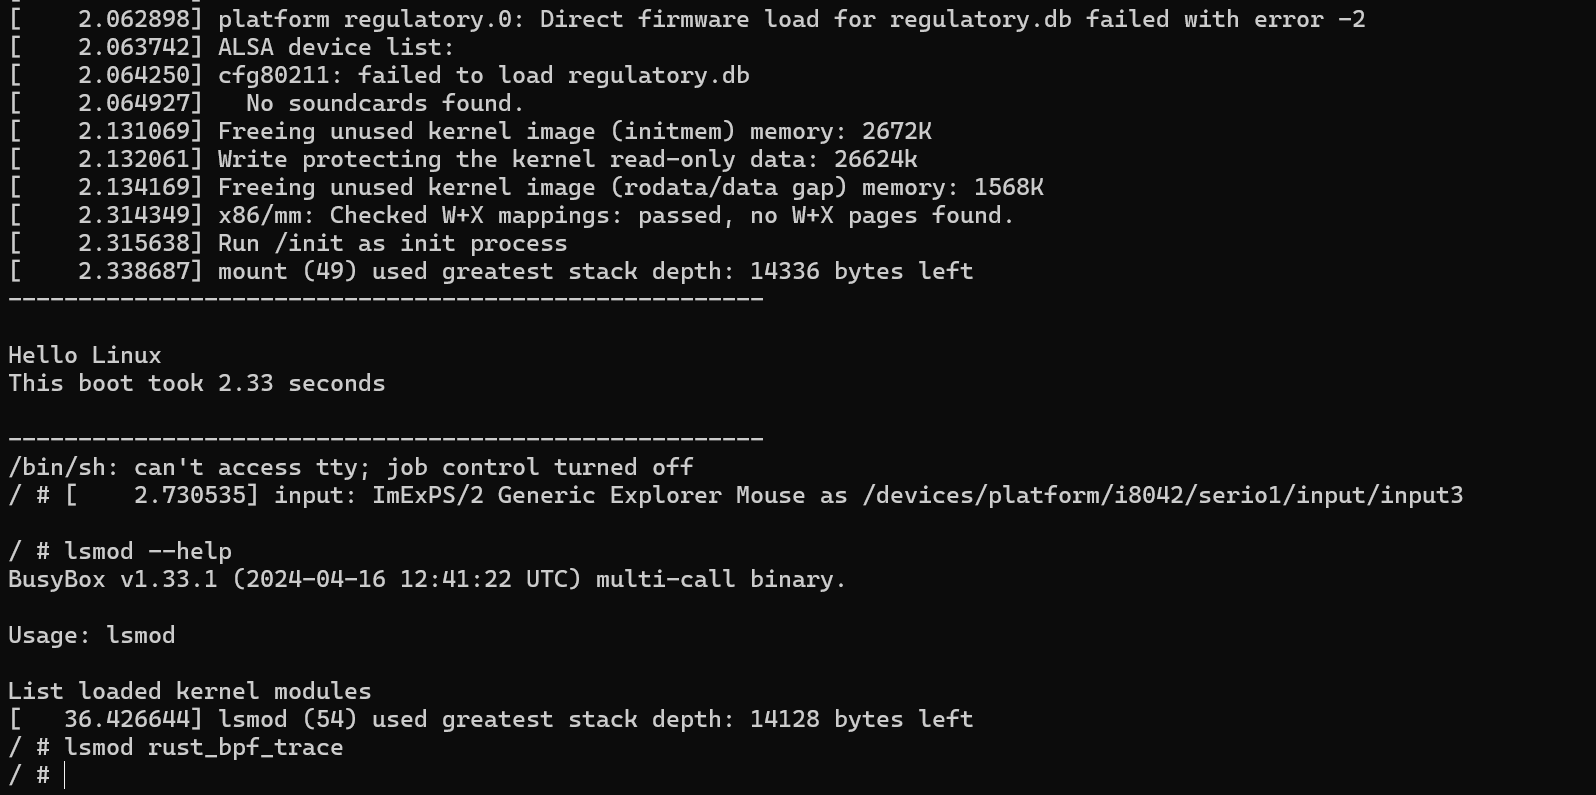 [    2.062898] platform regulatory.0: Direct firmware load for regulatory.db failed with error -2
[    2.063742] ALSA device list:
[    2.064250] cfg80211: failed to load regulatory.db
[    2.064927]   No soundcards found.
[    2.131069] Freeing unused kernel image (initmem) memory: 2672K
[    2.132061] Write protecting the kernel read-only data: 26624k
[    2.134169] Freeing unused kernel image (rodata/data gap) memory: 1568K
[    2.314349] x86/mm: Checked W+X mappings: passed, no W+X pages found.
[    2.315638] Run /init as init process
[    2.338687] mount (49) used greatest stack depth: 14336 bytes left
------------------------------------------------------
Hello Linux
This boot took 2.33 seconds
------------------------------------------------------
/bin/sh: can't access tty; job control turned off
/ # [    2.730535] input: ImExPS/2 Generic Explorer Mouse as /devices/platform/i8042/serio1/input/input3
/ # lsmod --help
BusyBox v1.33.1 (2024-04-16 12:41:22 UTC) multi-call binary.
Usage: lsmod
List loaded kernel modules
[   36.426644] lsmod (54) used greatest stack depth: 14128 bytes left
/ # lsmod rust_bpf_trace
/ #